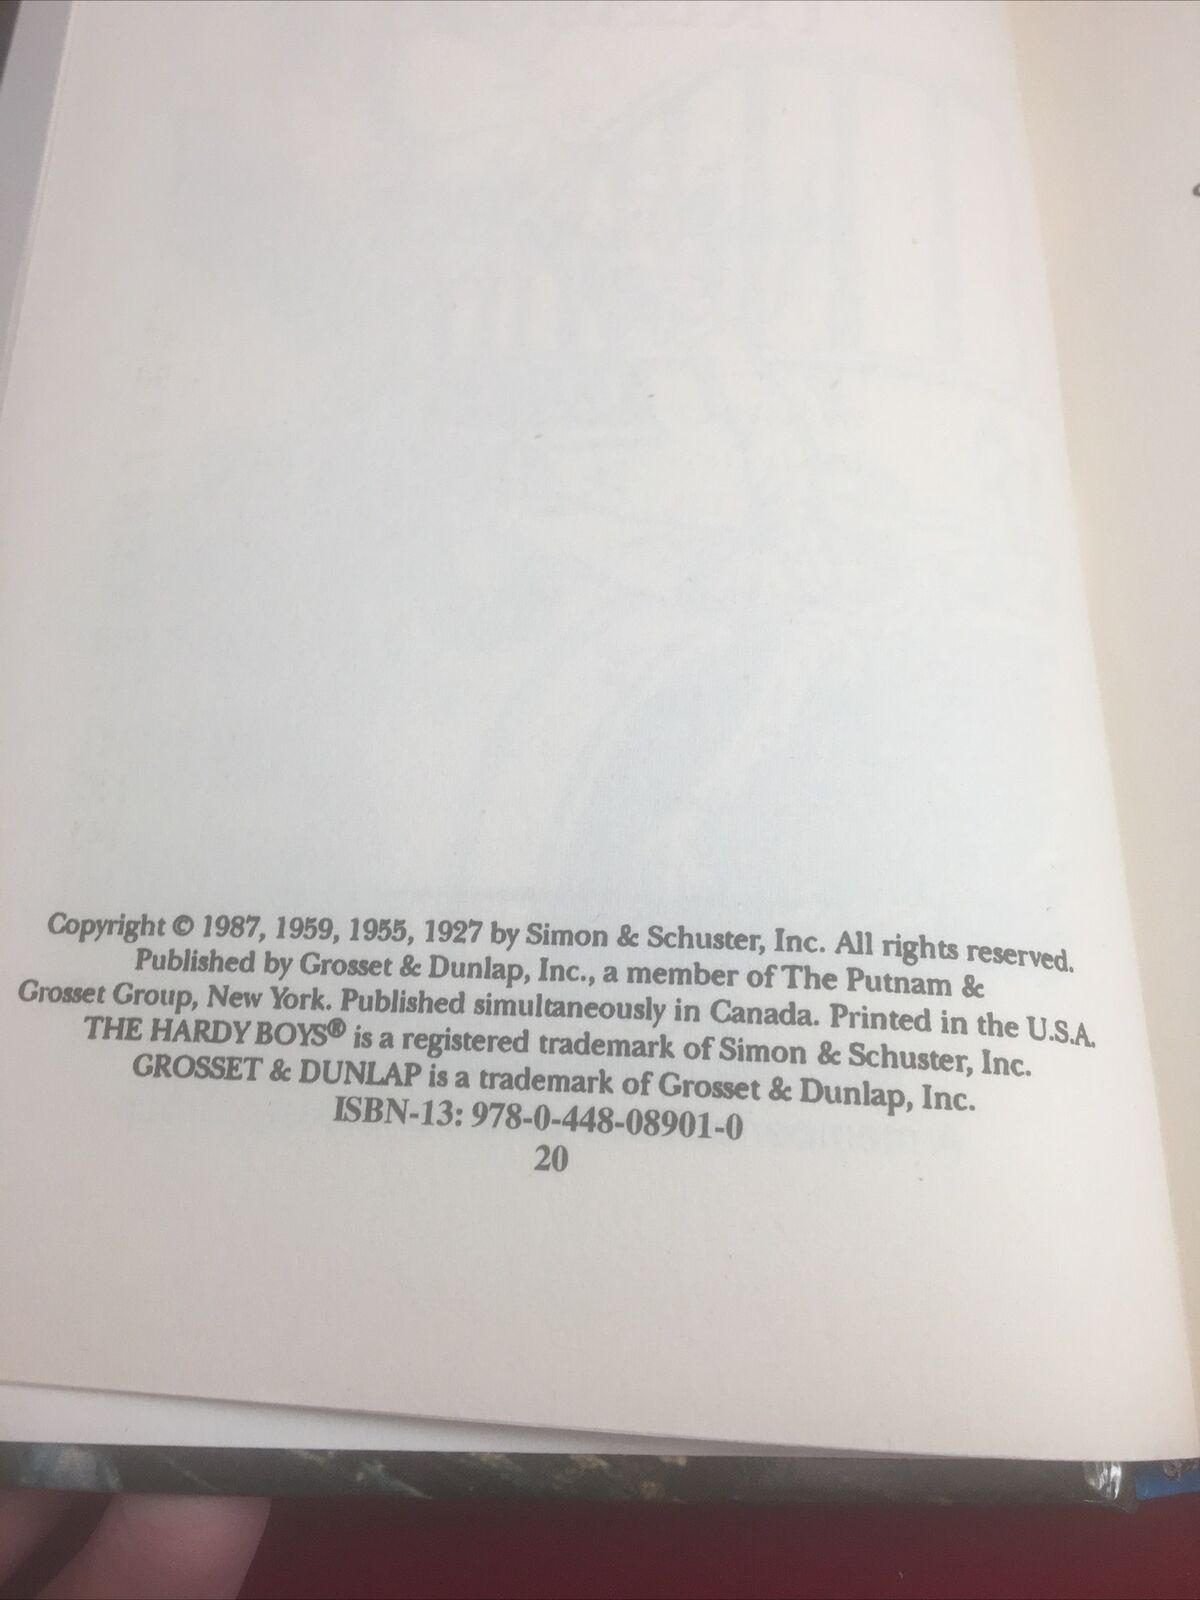 Copyright © 1987, 1959, 1955, 1927 by Simon & Schuster, Inc. All rights reserved.
Published by Grosset & Dunlap, Inc., a member of The Putnam &
Grosset Group, New York. Published simultaneously in Canada. Printed in the U.S.A.
THE HARDY BOYS® is a registered trademark of Simon & Schuster, Inc.
GROSSET & DUNLAP is a trademark of Grosset & Dunlap, Inc.
ISBN-13: 978-0-448-08901-0
20